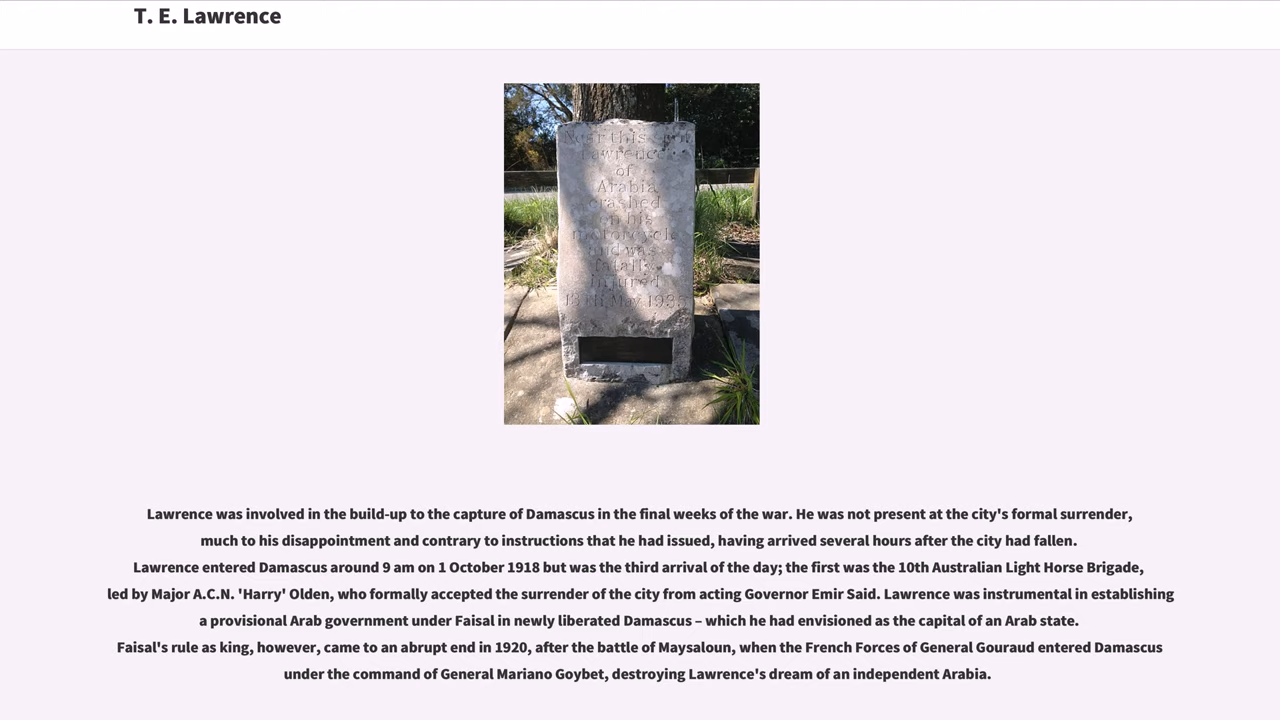 T. E. Lawrence
Near this spot
Lawrence
of
Arabia
crashed
on his
motorcycle
and was
fatally
injured
13th May 1935
Lawrence was involved in the build-up to the capture of Damascus in the final weeks of the war. He was not present at the city's formal surrender,
much to his disappointment and contrary to instructions that he had issued, having arrived several hours after the city had fallen.
Lawrence entered Damascus around 9 am on 1 October 1918 but was the third arrival of the day; the first was the 10th Australian Light Horse Brigade,
led by Major A.C.N. 'Harry' Olden, who formally accepted the surrender of the city from acting Governor Emir Said. Lawrence was instrumental in establishing
a provisional Arab government under Faisal in newly liberated Damascus – which he had envisioned as the capital of an Arab state.
Faisal's rule as king, however, came to an abrupt end in 1920, after the battle of Maysaloun, when the French Forces of General Gouraud entered Damascus
under the command of General Mariano Goybet, destroying Lawrence's dream of an independent Arabia.